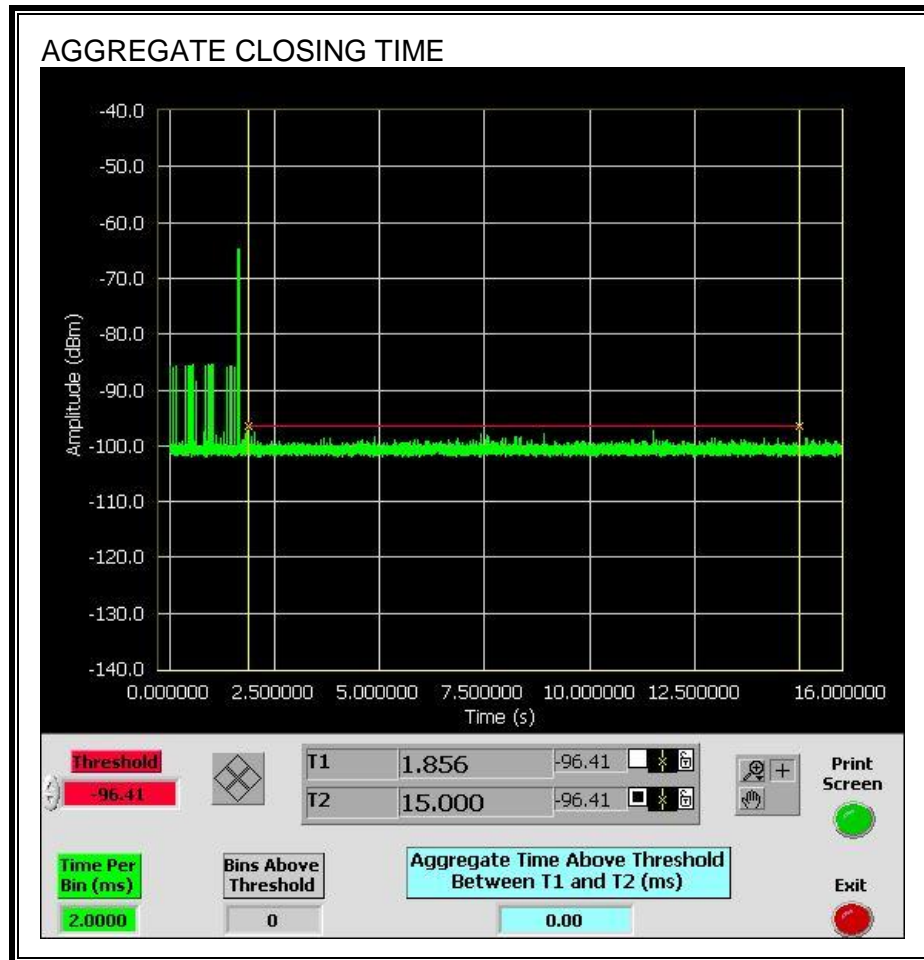 AGGREGATE CLOSING TIME
-40.0
-50.0
-60.0
-70.0
-80.0
-90.0
-100.0
-110.0
-120.0
-130.0
-140.0
Amplitude (dBm)
0.000000 2.500000 5.000000 7.500000 10.000000 12.500000 16.000000
Time (s)
Threshold
-96.41
T1 1.856 -96.41
T2 15.000 -96.41
Print
Screen
Time Per
Bin (ms)
2.0000
Bins Above
Threshold
0
Aggregate Time Above Threshold
Between T1 and T2 (ms)
0.00
Exit